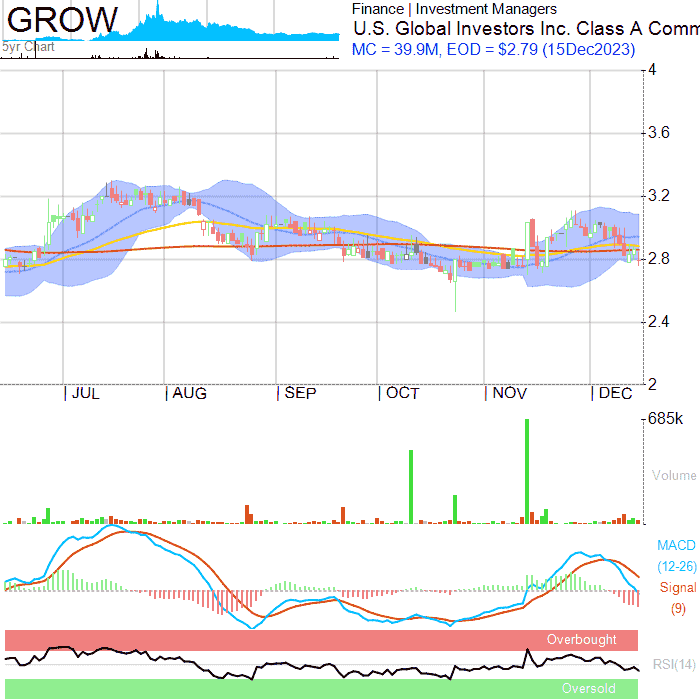 GROW
5yr Chart
Finance | Investment Managers
U.S. Global Investors Inc. Class A Comm
MC = 39.9M, EOD = $2.79 (15Dec2023)
4
3.6
3.2
2.8
2.4
2
| JUL | AUG | SEP | OCT | NOV | DEC
685k
Volume
MACD
(12-26)
Signal
(9)
Overbought
RSI(14)
Oversold